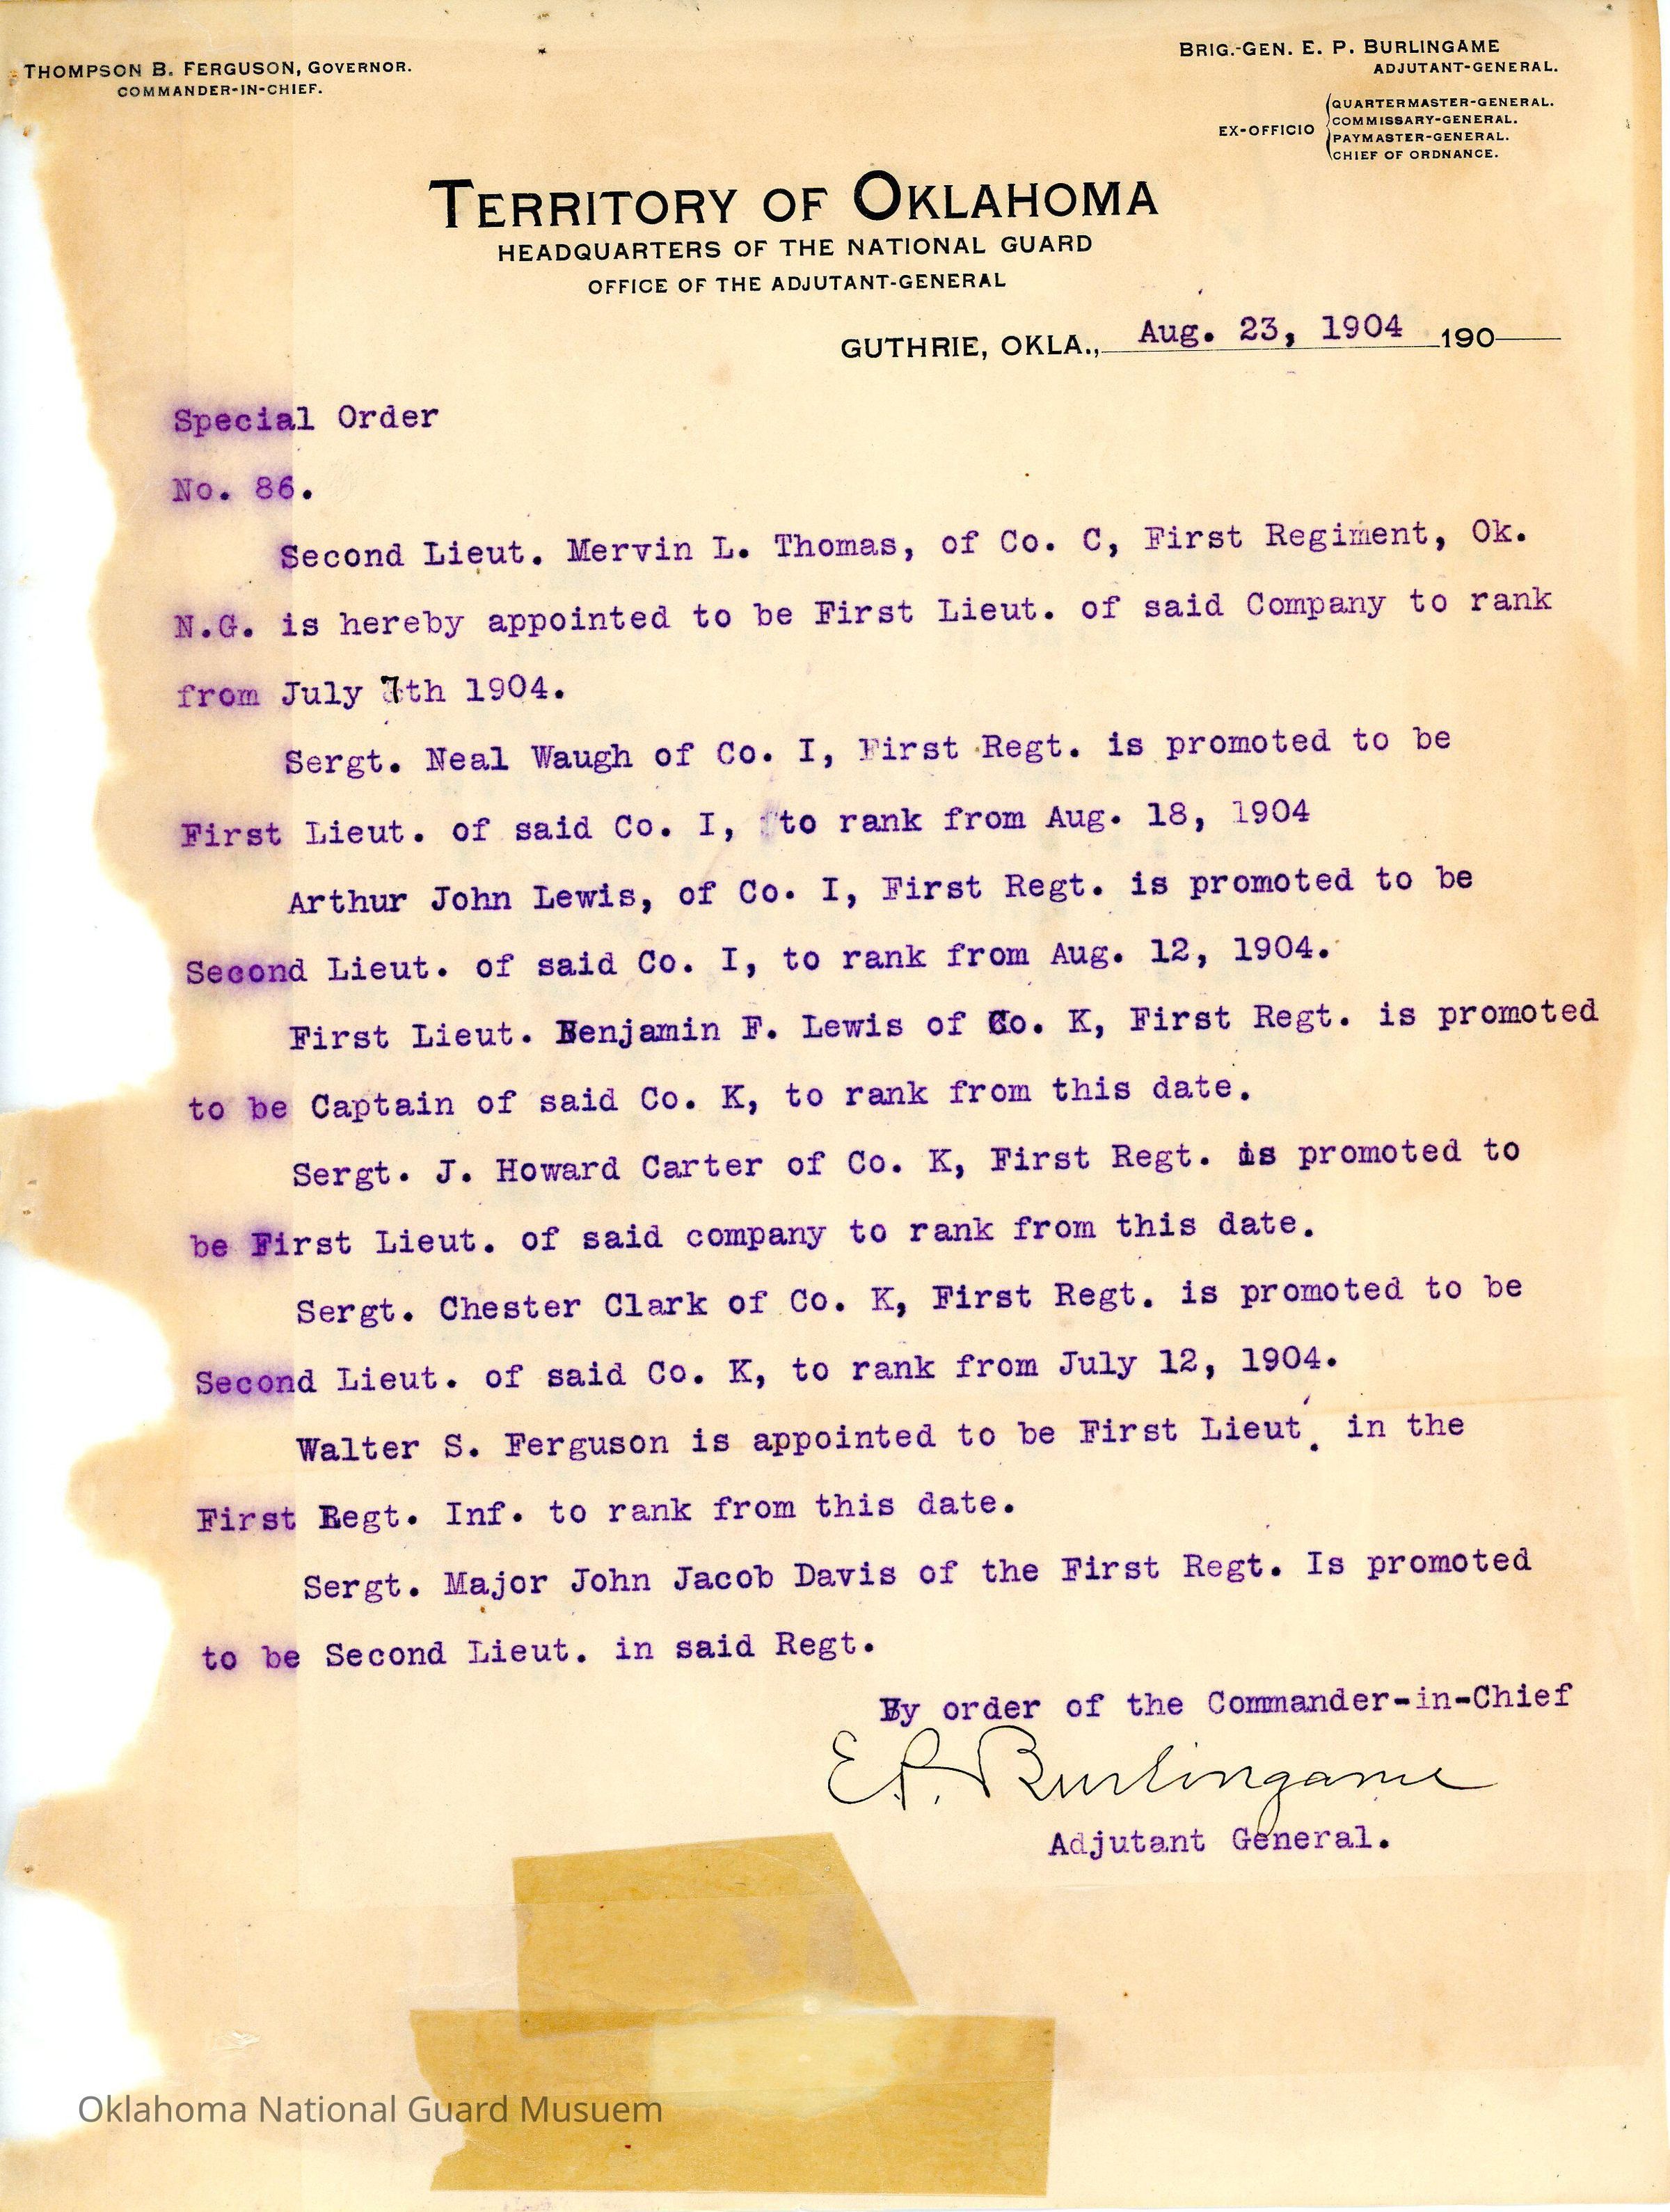 THOMPSON B. FERGUSON, GOVERNOR.
COMMANDER-IN-CHIEF.
BRIG.-GEN. E. P. BURLINGAME
ADJUTANT-GENERAL.
EX-OFFICIO
QUARTERMASTER-GENERAL.
COMMISSARY-GENERAL.
PAYMASTER-GENERAL.
CHIEF OF ORDNANCE.
TERRITORY OF OKLAHOMA
HEADQUARTERS OF THE NATIONAL GUARD
OFFICE OF THE ADJUTANT-GENERAL
GUTHRIE, OKLA., Aug. 23, 1904 190
Special Order
No. 86.
Second Lieut. Mervin L. Thomas, of Co. C, First Regiment, Ok.
N.G. is hereby appointed to be First Lieut. of said Company to rank
from July 7th 1904.
Sergt. Neal Waugh of Co. I, First Regt. is promoted to be
First Lieut. of said Co. I, to rank from Aug. 18, 1904
Arthur John Lewis, of Co. I, First Regt. is promoted to be
Second Lieut. of said Co. I, to rank from Aug. 12, 1904.
First Lieut. Benjamin F. Lewis of Co. K, First Regt. is promoted
to be Captain of said Co. K, to rank from this date.
Sergt. J. Howard Carter of Co. K, First Regt. is promoted to
be First Lieut. of said company to rank from this date.
Sergt. Chester Clark of Co. K, First Regt. is promoted to be
Second Lieut. of said Co. K, to rank from July 12, 1904.
Walter S. Ferguson is appointed to be First Lieut. in the
First Regt. Inf. to rank from this date.
Sergt. Major John Jacob Davis of the First Regt. Is promoted
to be Second Lieut. in said Regt.
By order of the Commander-in-Chief
E.P. Burlingame
Adjutant General.
Oklahoma National Guard Musuem